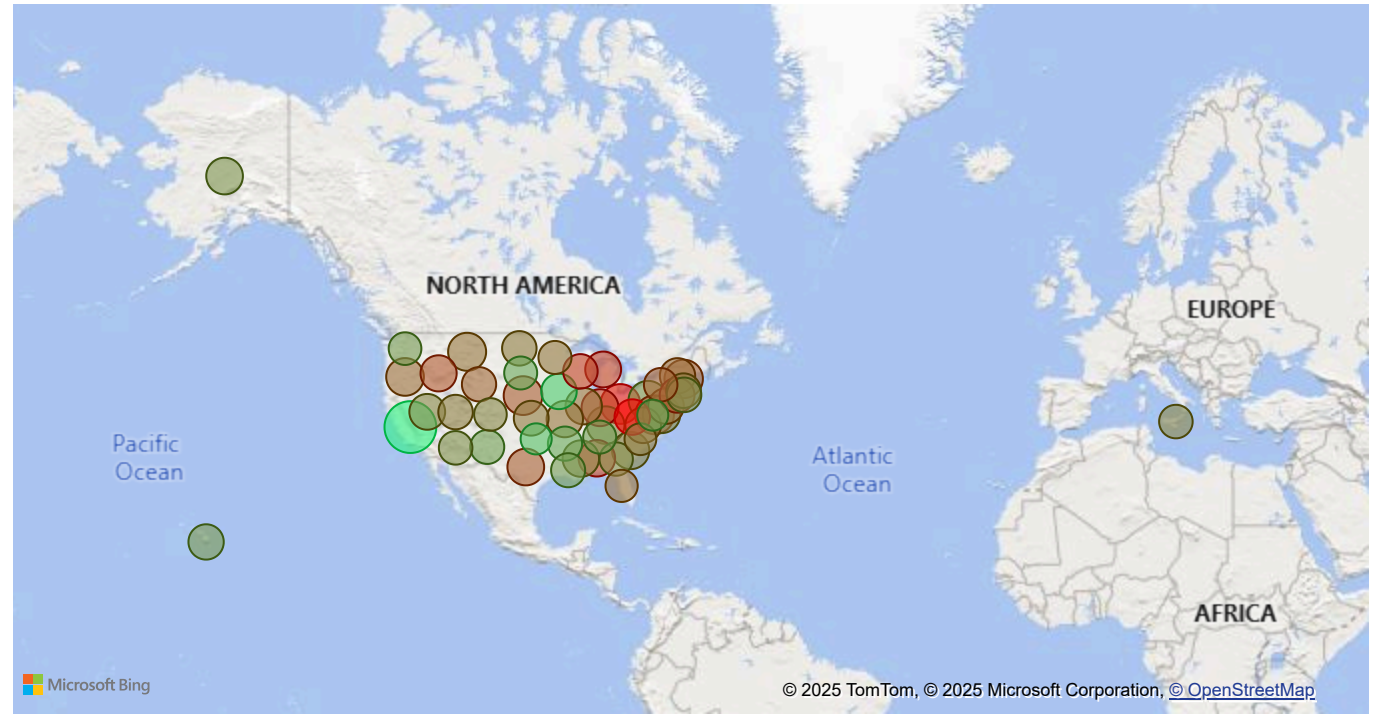 NORTH AMERICA
EUROPE
Pacific
Ocean
Atlantic
Ocean
AFRICA
Microsoft Bing
© 2025 TomTom, © 2025 Microsoft Corporation, © OpenStreetMap